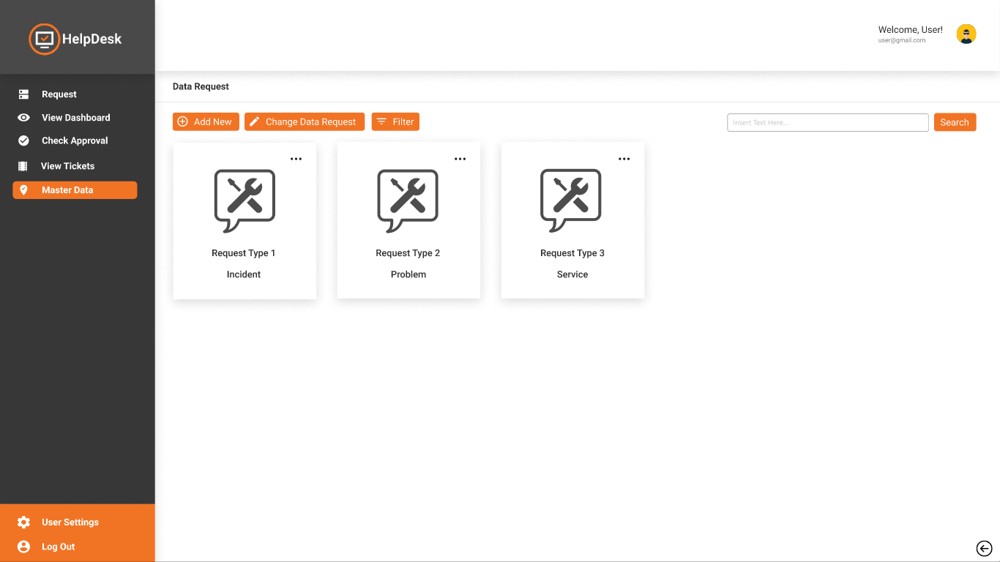 HelpDesk
Welcome, User!
user@gmail.com
Request
View Dashboard
Check Approval
View Tickets
Master Data
User Settings
Log Out
Data Request
Add New
Change Data Request
Filter
Insert Text Here...
Search
Request Type 1
Incident
Request Type 2
Problem
Request Type 3
Service